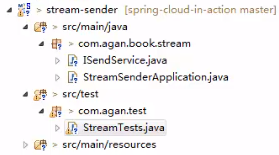 stream-sender [spring-cloud-in-action master]
src/main/java
com.agan.book.stream
ISendService.java
StreamSenderApplication.java
src/test
com.agan.test
StreamTests.java
src/main/resources